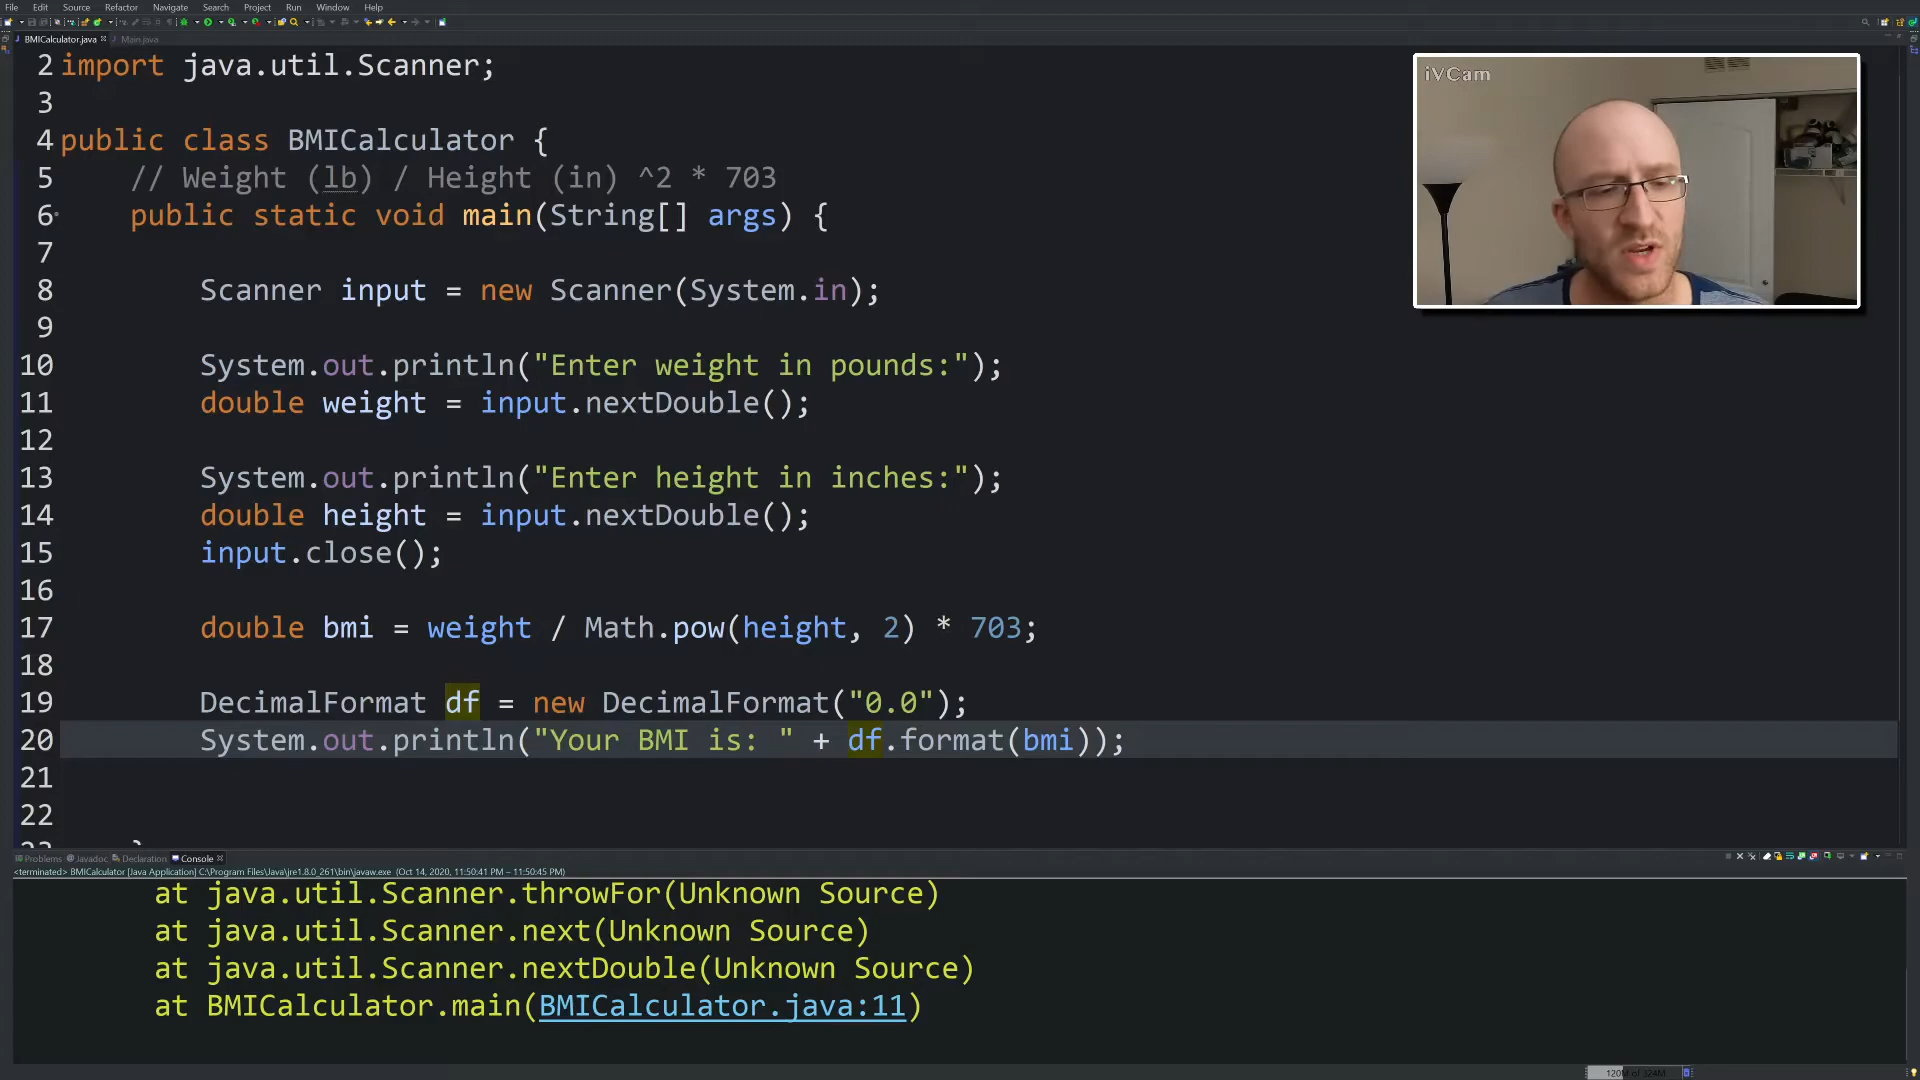 File Edit Source Refactor Navigate Search Project Run Window Help
BMICalculator.java Main.java
2 import java.util.Scanner;
3
4 public class BMICalculator {
5 // Weight (lb) / Height (in) ^2 * 703
6 public static void main(String[] args) {
7
8 Scanner input = new Scanner(System.in);
9
10 System.out.println("Enter weight in pounds:");
11 double weight = input.nextDouble();
12
13 System.out.println("Enter height in inches:");
14 double height = input.nextDouble();
15 input.close();
16
17 double bmi = weight / Math.pow(height, 2) * 703;
18
19 DecimalFormat df = new DecimalFormat("0.0");
20 System.out.println("Your BMI is: " + df.format(bmi));
21
22
iVCam
Problems Javadoc Declaration Console
<terminated> BMICalculator [Java Application] C:\Program Files\Java\jre1.8.0_261\bin\javaw.exe (Oct 14, 2020, 11:50:41 PM – 11:50:45 PM)
at java.util.Scanner.throwFor(Unknown Source)
at java.util.Scanner.next(Unknown Source)
at java.util.Scanner.nextDouble(Unknown Source)
at BMICalculator.main(BMICalculator.java:11)
120M of 324M